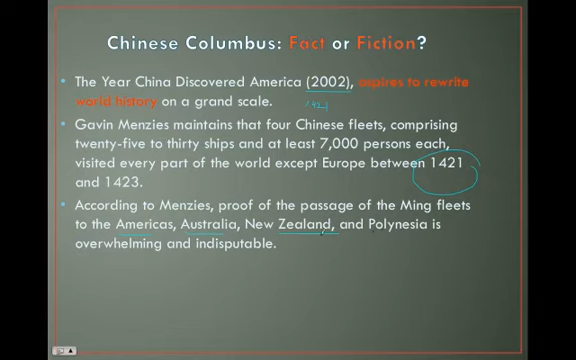 Chinese Columbus: Fact or Fiction?
• The Year China Discovered America (2002), aspires to rewrite
world history on a grand scale.
1421
• Gavin Menzies maintains that four Chinese fleets, comprising
twenty-five to thirty ships and at least 7,000 persons each,
visited every part of the world except Europe between 1421
and 1423.
• According to Menzies, proof of the passage of the Ming fleets
to the Americas, Australia, New Zealand, and Polynesia is
overwhelming and indisputable.